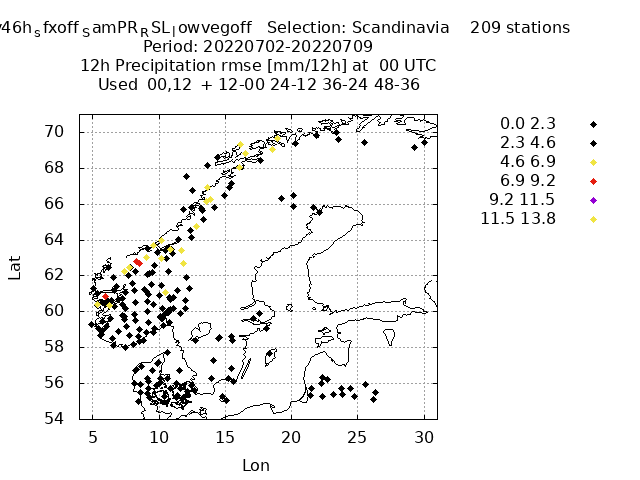 46h_sfxoff_SamPR_RSL_lowvegoff Selection: Scandinavia 209 stations
Period: 20220702-20220709
12h Precipitation rmse [mm/12h] at 00 UTC
Used 00,12 + 12-00 24-12 36-24 48-36
0.0 2.3
2.3 4.6
4.6 6.9
6.9 9.2
9.2 11.5
11.5 13.8
70
68
66
64
62
60
58
56
54
Lat
5 10 15 20 25 30
Lon